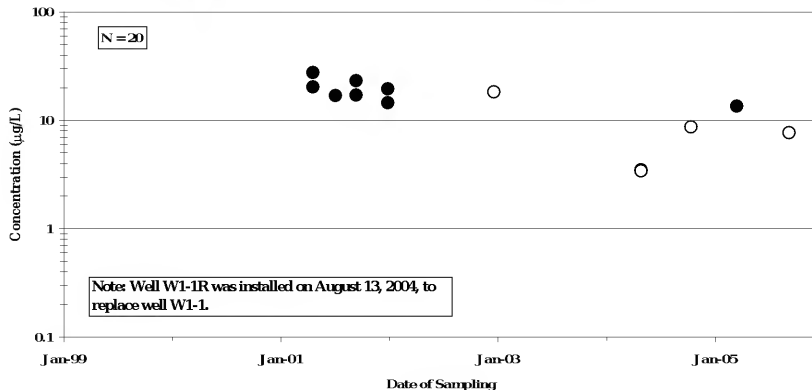 100
N = 20
10
Concentration (µg/L)
1
Note: Well W1-1R was installed on August 13, 2004, to
replace well W1-1.
0.1
Jan-99 Jan-01 Jan-03 Jan-05
Date of Sampling